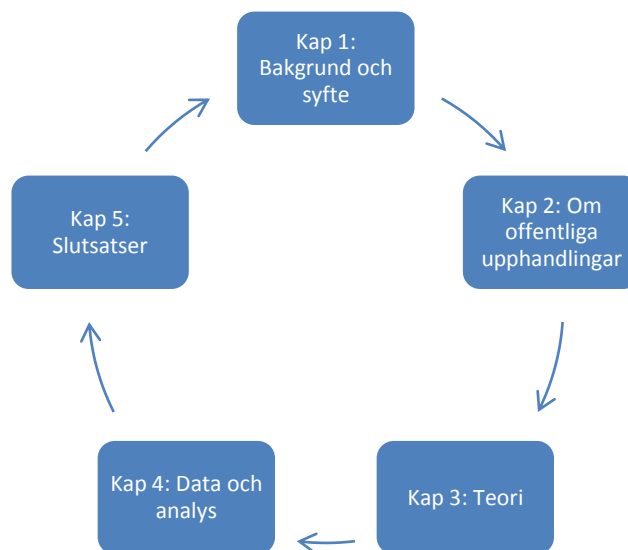 Kap 1:
Bakgrund och
syfte
Kap 2: Om
offentliga
upphandlingar
Kap 3: Teori
Kap 4: Data och
analys
Kap 5:
Slutsatser